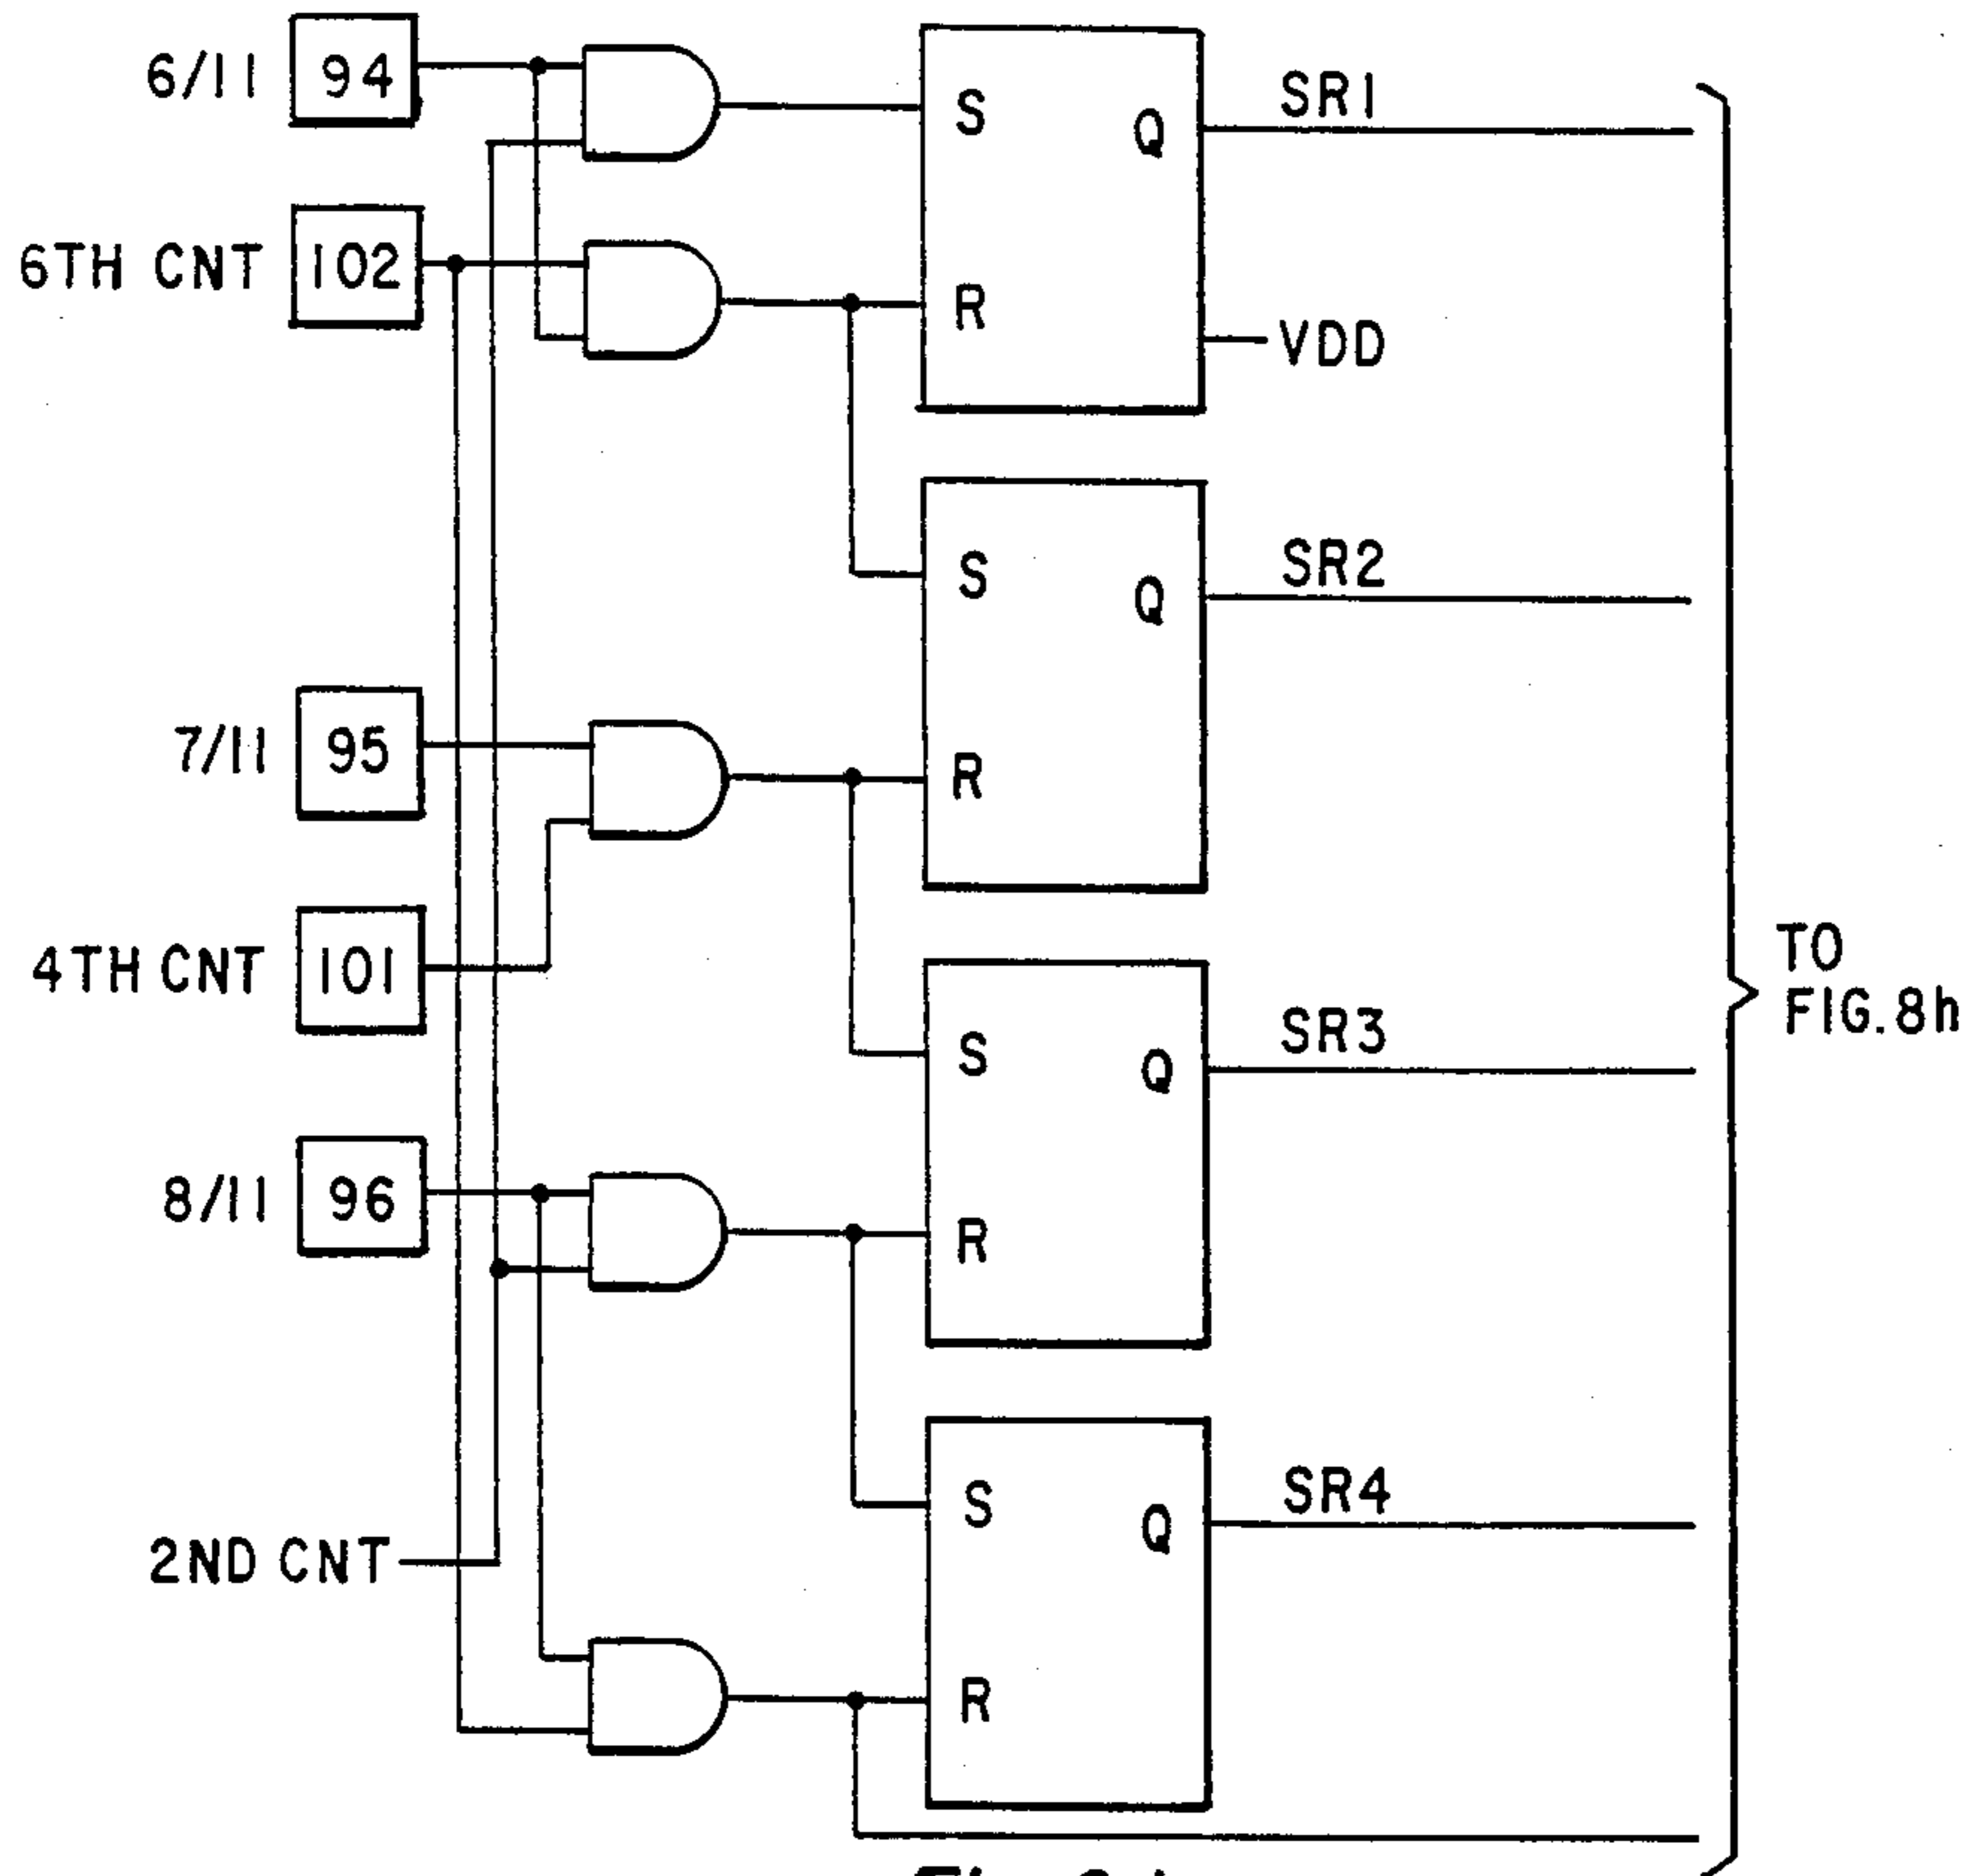 6/11 94
S Q SR1
6TH CNT 102
R
VDD
S Q SR2
7/11 95
R
4TH CNT 101
TO
FIG.8h
S Q SR3
8/11 96
R
S Q SR4
2ND CNT
R